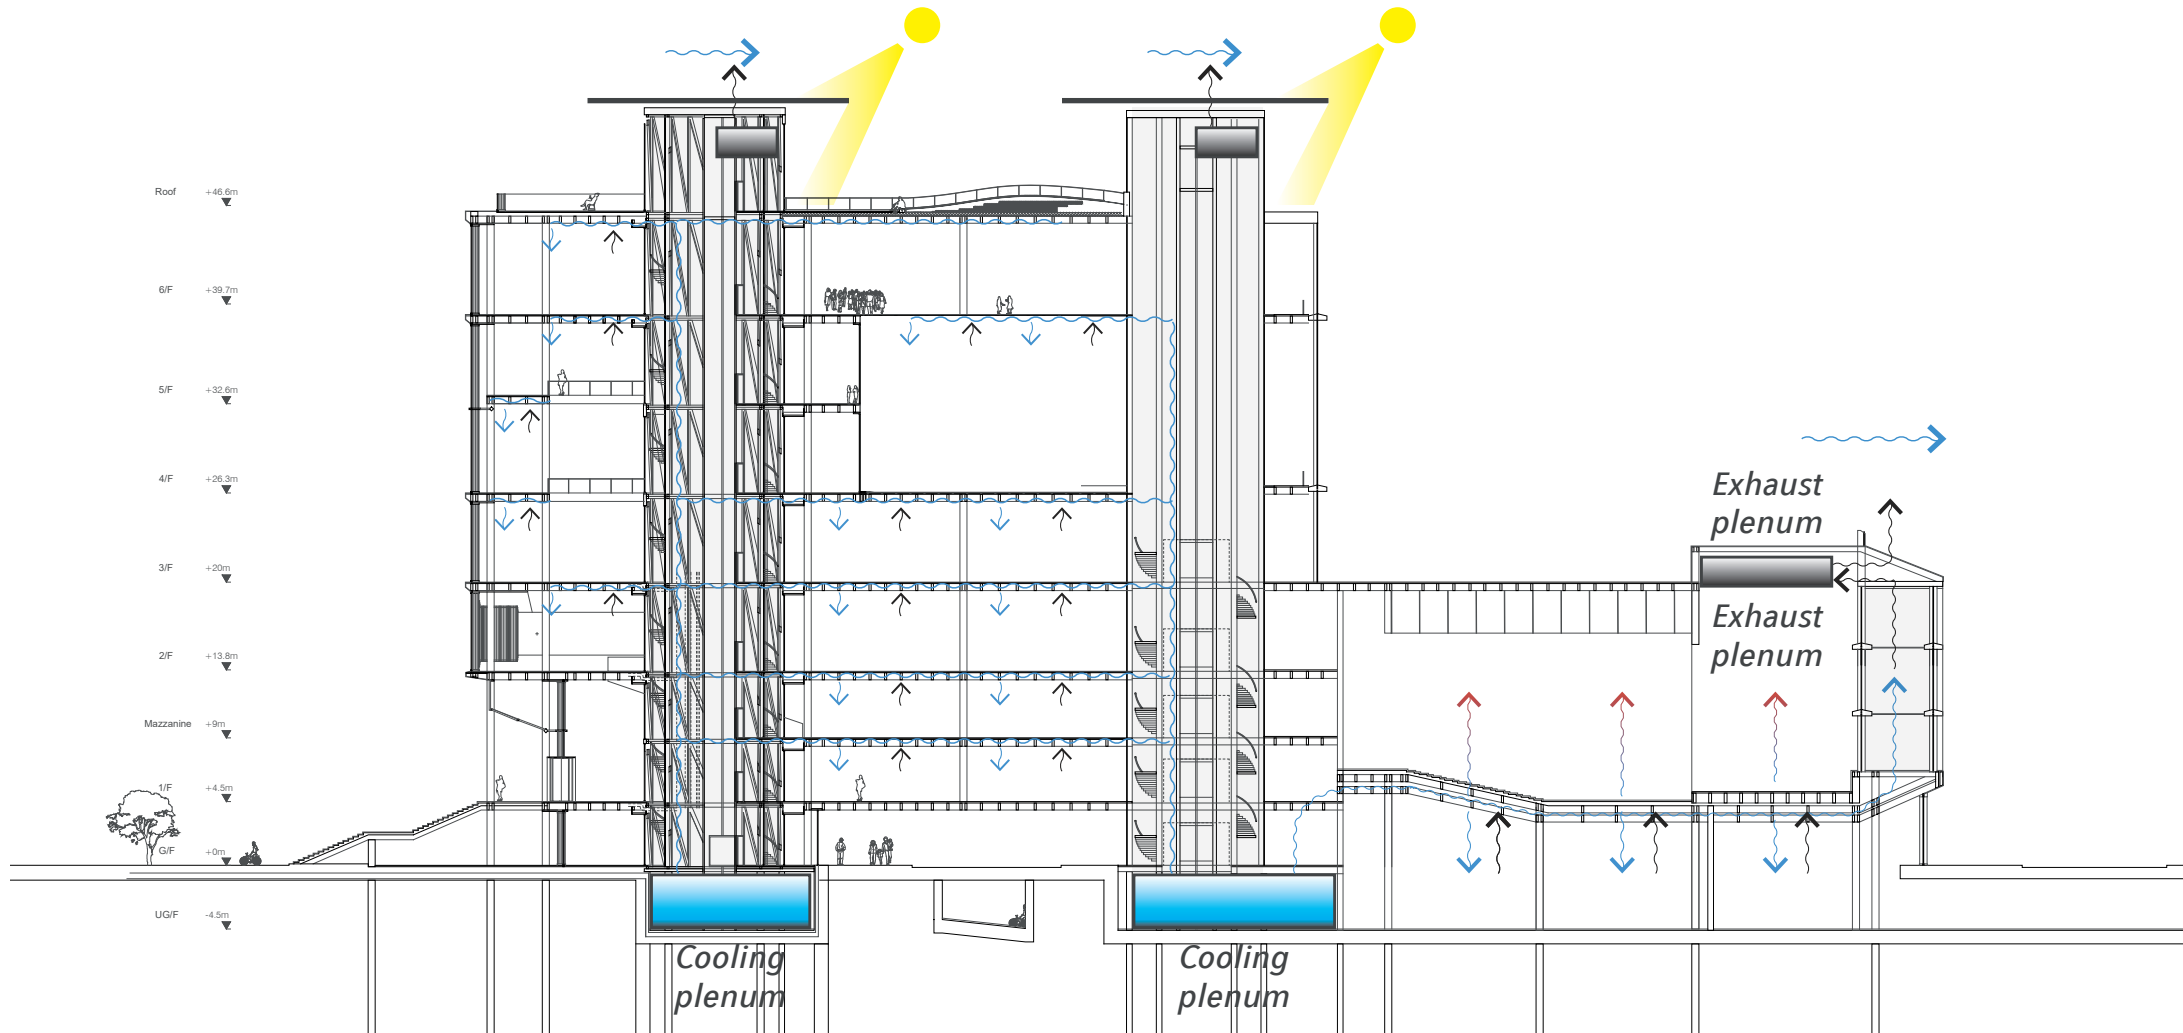 Roof +46.6m
6/F +39.7m
5/F +32.6m
4/F +26.3m
3/F +20m
2/F +13.8m
Mazzanine +9m
1/F +4.5m
G/F +0m
UG/F -4.5m
Exhaust
plenum
Exhaust
plenum
Cooling
plenum
Cooling
plenum